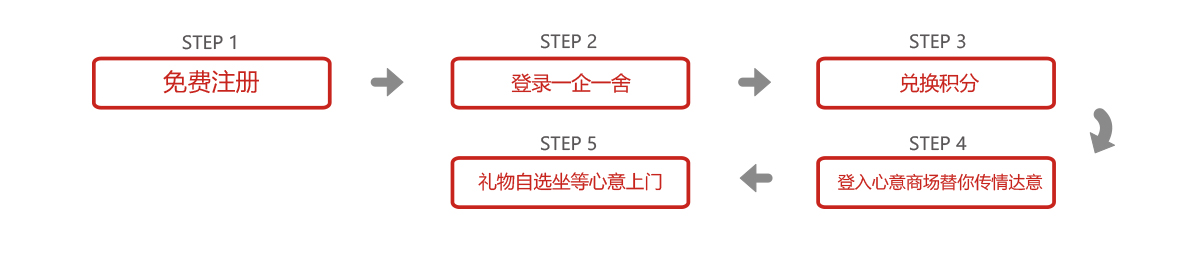 STEP 1
免费注册
STEP 2
登录一企一舍
STEP 3
兑换积分
STEP 4
登入心意商场替你传情达意
STEP 5
礼物自选坐等心意上门